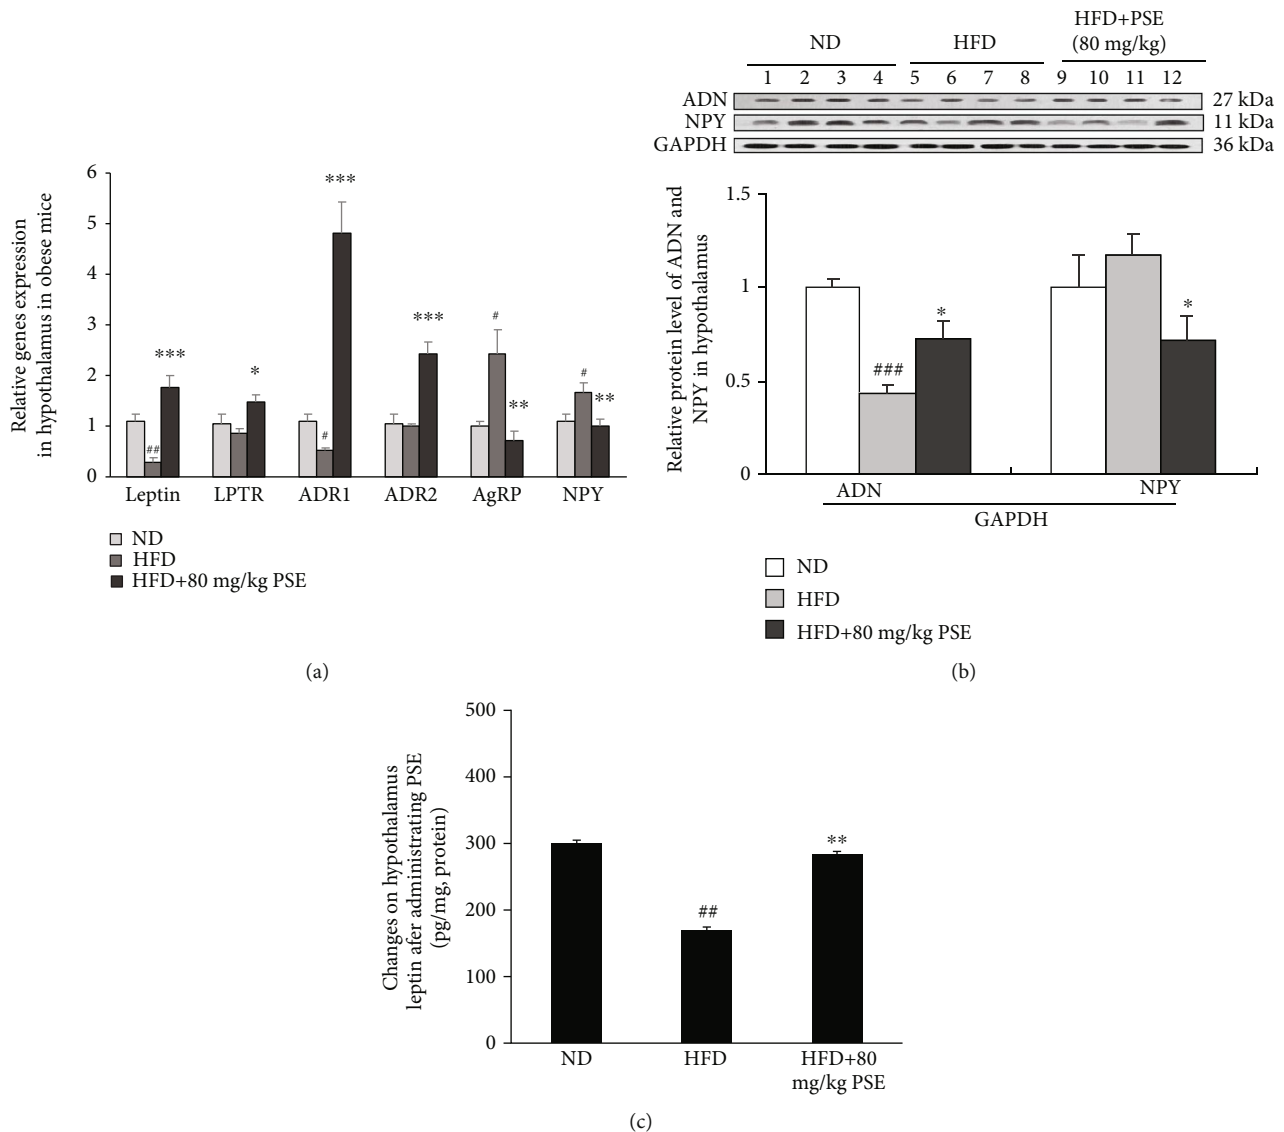 Relative genes expression
in hypothalamus in obese mice
6
5
4
3
2
1
0
***
##
*
***
#
***
#
**
#
**
Leptin LPTR ADR1 ADR2 AgRP NPY
ND
HFD
HFD+80 mg/kg PSE
(a)
ND HFD HFD+PSE
(80 mg/kg)
1 2 3 4 5 6 7 8 9 10 11 12
ADN 27 kDa
NPY 11 kDa
GAPDH 36 kDa
Relative protein level of ADN and
NPY in hypothalamus
1.5
1
0.5
0
###
*
*
ADN NPY
GAPDH
ND
HFD
HFD+80 mg/kg PSE
(b)
Changes on hypothalamus
leptin afer administrating PSE
(pg/mg, protein)
500
400
300
200
100
0
##
**
ND HFD HFD+80
mg/kg PSE
(c)